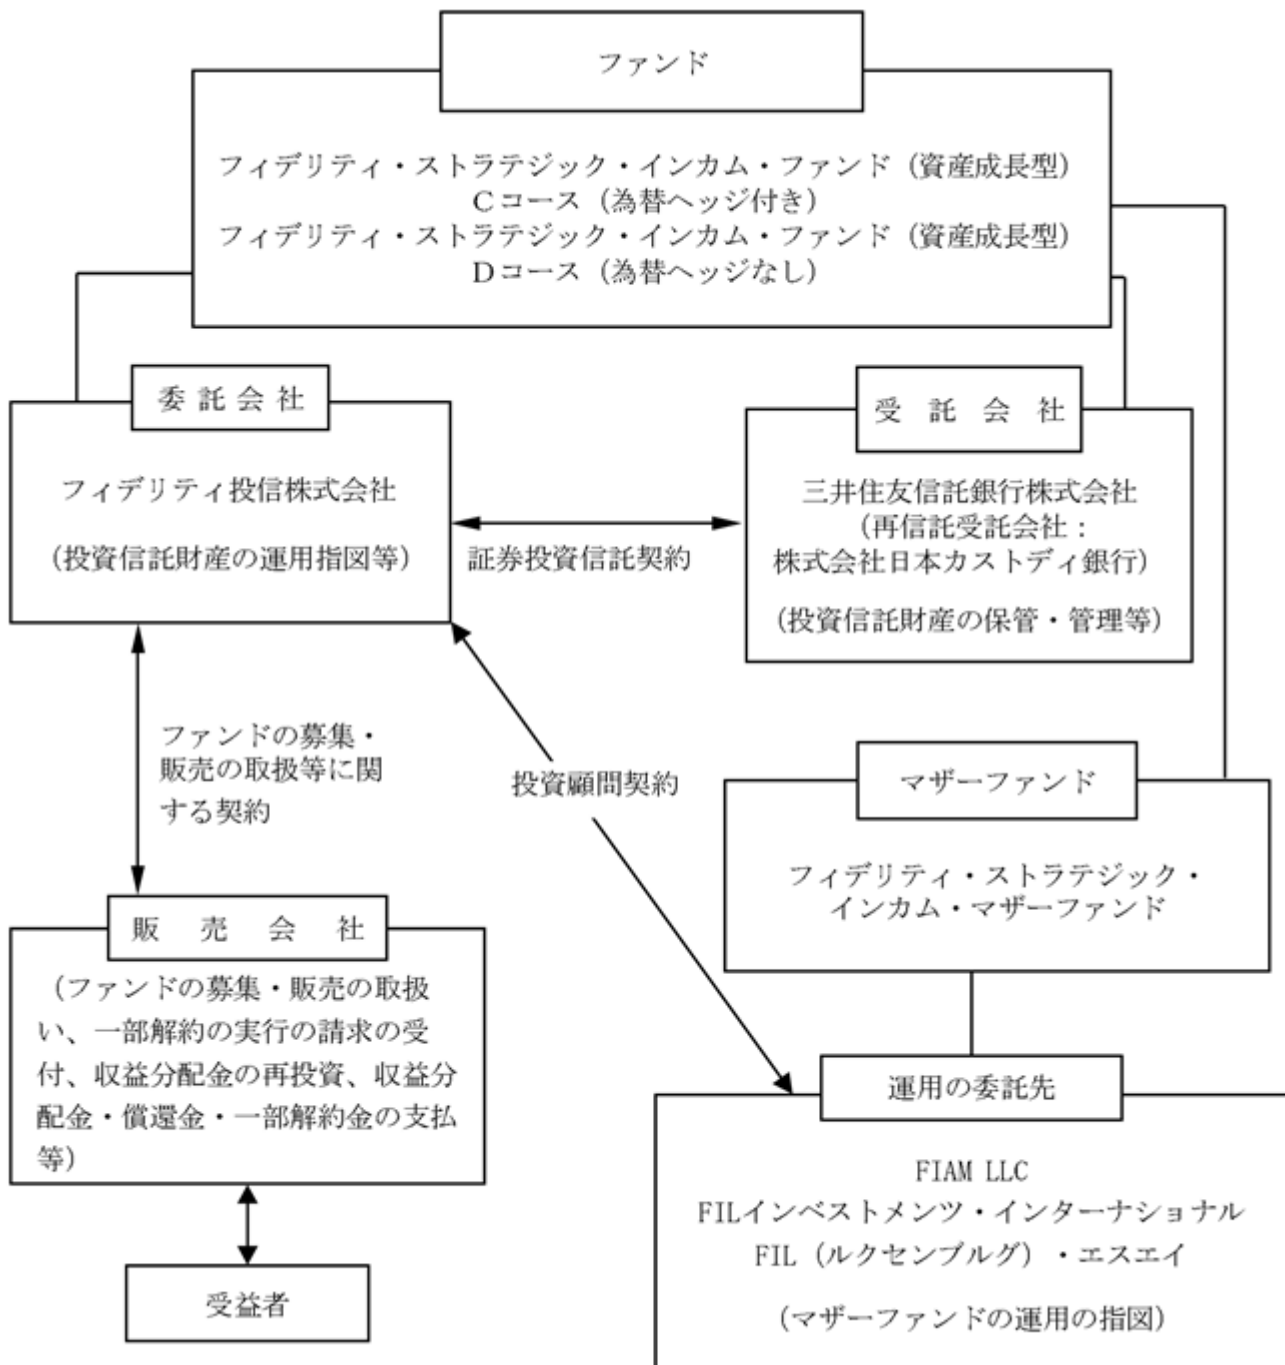 ファンド
フィデリティ・ストラテジック・インカム・ファンド（資産成長型）
Ｃコース（為替ヘッジ付き）
フィデリティ・ストラテジック・インカム・ファンド（資産成長型）
Ｄコース（為替ヘッジなし）
委託会社
フィデリティ投信株式会社
（投資信託財産の運用指図等）
証券投資信託契約
受託会社
三井住友信託銀行株式会社
（再信託受託会社：
株式会社日本カストディ銀行）
（投資信託財産の保管・管理等）
ファンドの募集・
販売の取扱等に関
する契約
投資顧問契約
マザーファンド
フィデリティ・ストラテジック・
インカム・マザーファンド
販売会社
（ファンドの募集・販売の取扱
い、一部解約の実行の請求の受
付、収益分配金の再投資、収益分
配金・償還金・一部解約金の支払
等）
受益者
運用の委託先
FIAM LLC
FILインベストメンツ・インターナショナル
FIL（ルクセンブルグ）・エスエイ
（マザーファンドの運用の指図）